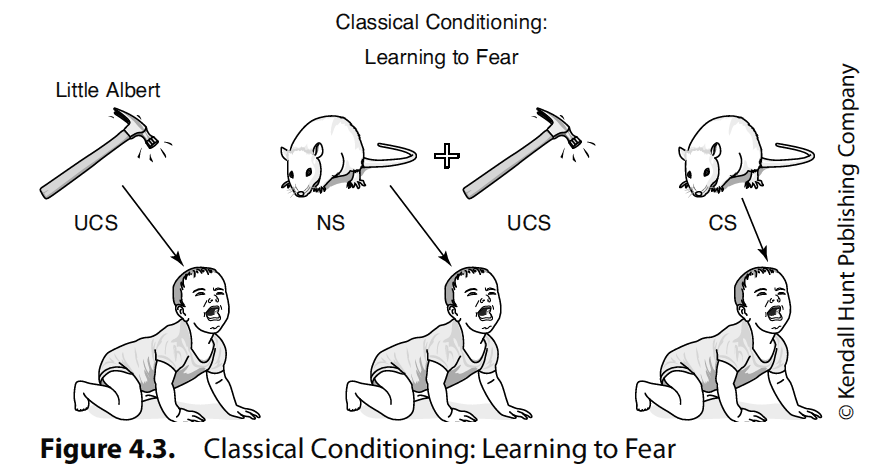 Classical Conditioning:
Learning to Fear
Little Albert
UCS
NS
UCS
CS
© Kendall Hunt Publishing Company
Figure 4.3. Classical Conditioning: Learning to Fear